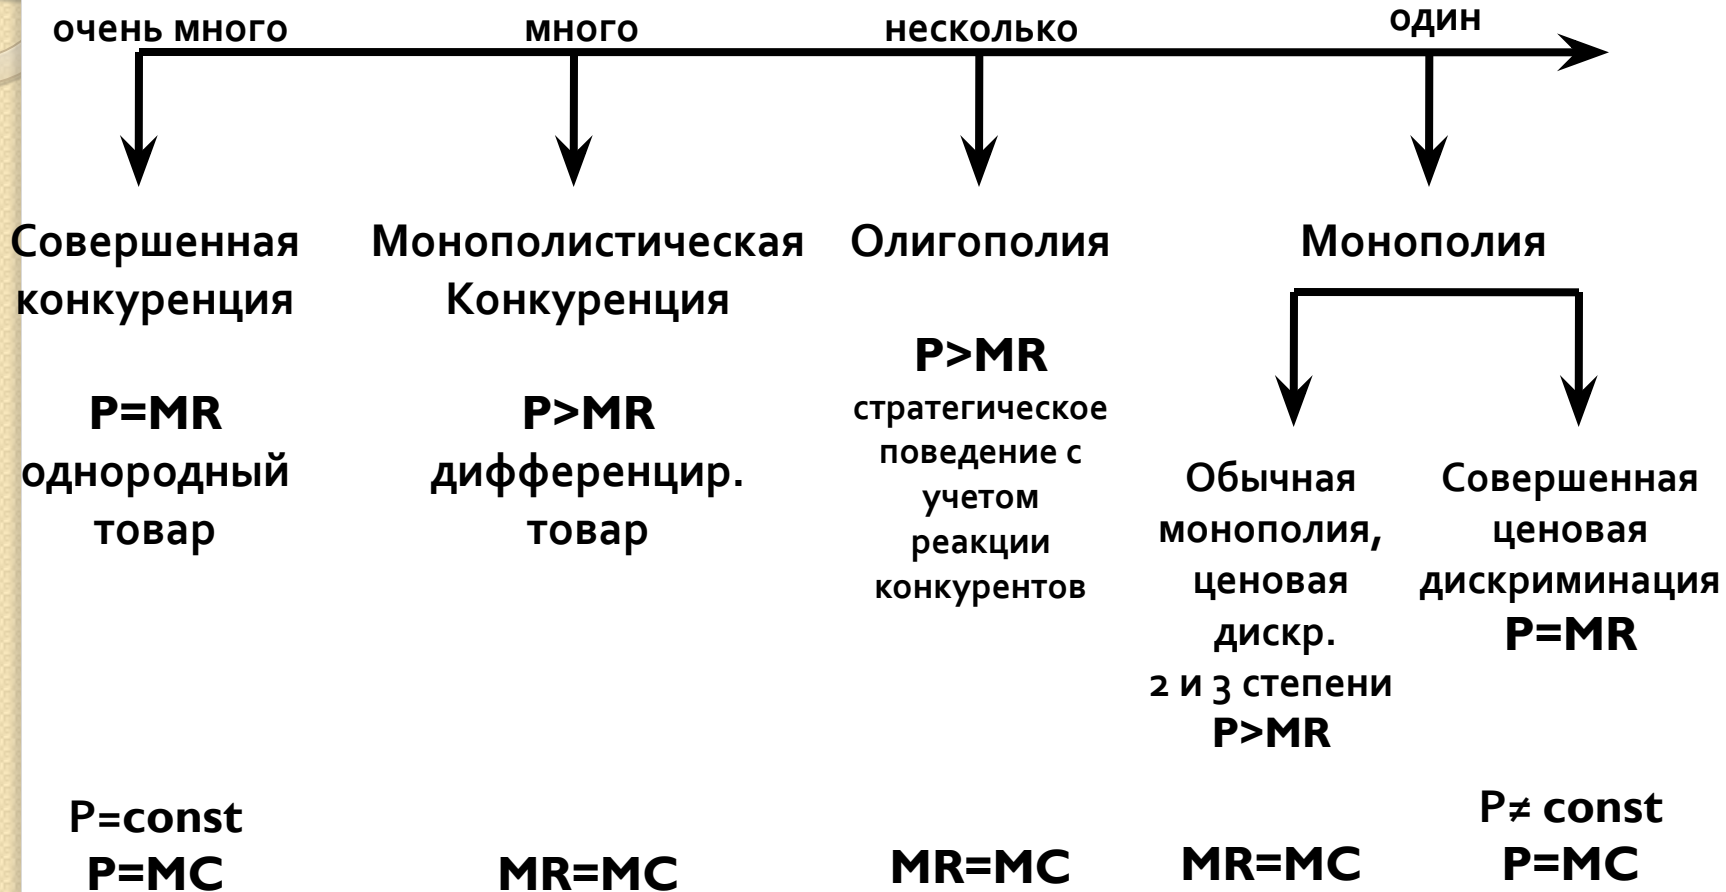 очень много
много
несколько
один
Совершенная
конкуренция
P=MR
однородный
товар
P=const
P=MC
Монополистическая
Конкуренция
P>MR
дифференцир.
товар
MR=MC
Олигополия
P>MR
стратегическое
поведение с
учетом
реакции
конкурентов
MR=MC
Монополия
Обычная
монополия,
ценовая
дискр.
2 и 3 степени
P>MR
MR=MC
Совершенная
ценовая
дискриминация
P=MR
P≠ const
P=MC